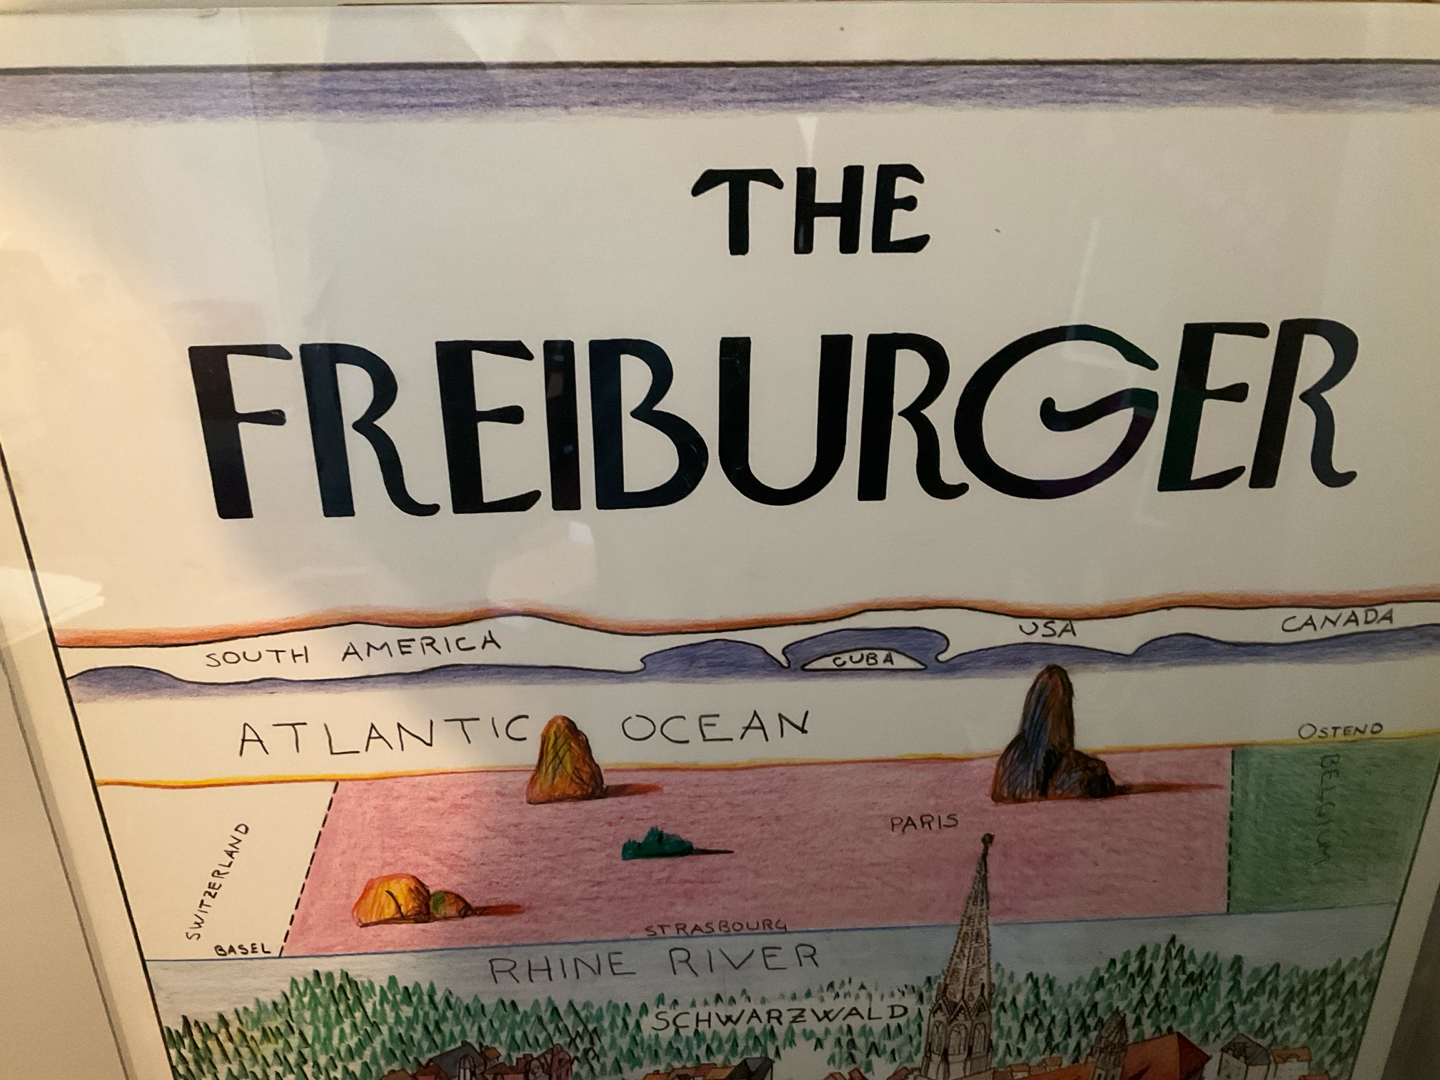 THE
FREIBURGER
SOUTH AMERICA
CUBA
USA
CANADA
ATLANTIC OCEAN
OSTEND
BELGIUM
PARIS
SWITZERLAND
BASEL
STRASBOURG
RHINE RIVER
SCHWARZWALD